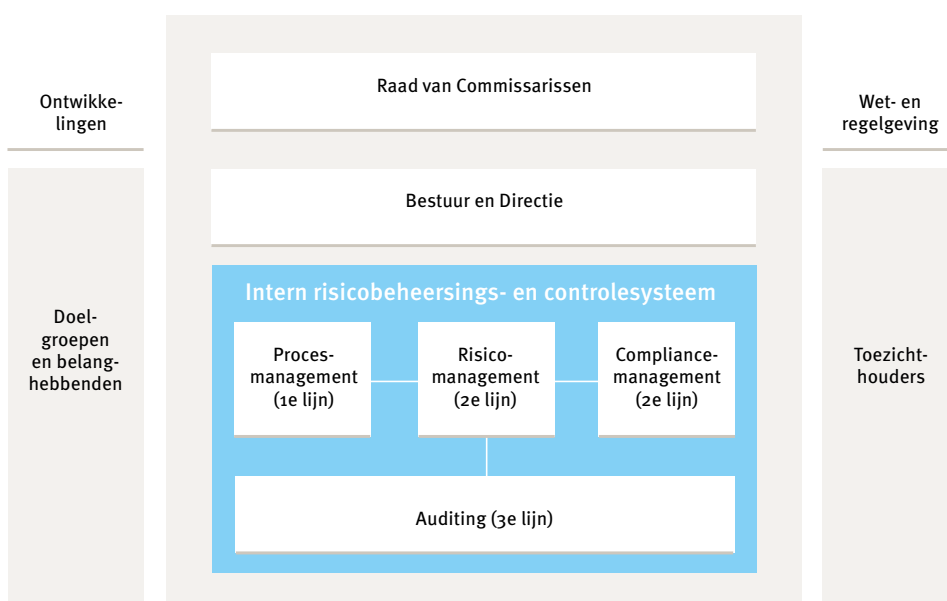 Ontwikke-
lingen
Doel-
groepen
en belang-
hebbenden
Raad van Commissarissen
Bestuur en Directie
Intern risicobeheersings- en controlesysteem
Proces-
management
(1e lijn)
Risico-
management
(2e lijn)
Compliance-
management
(2e lijn)
Auditing (3e lijn)
Wet- en
regelgeving
Toezicht-
houders